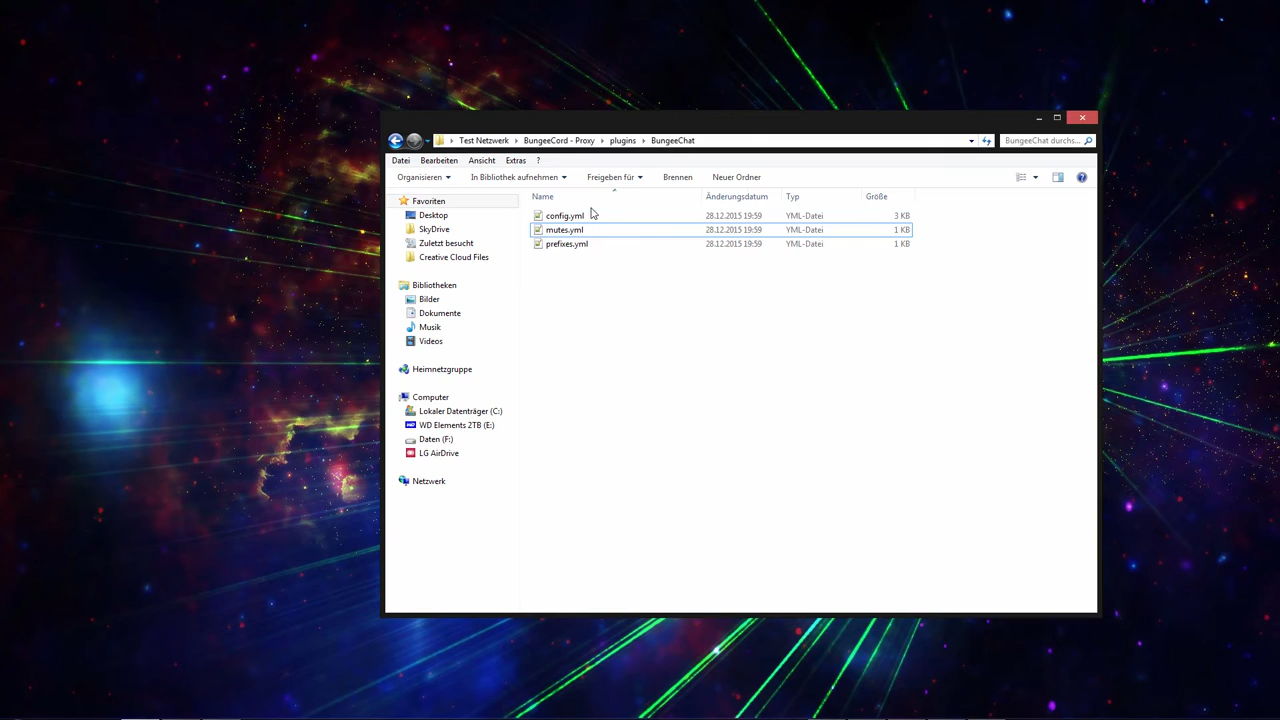 Test Netzwerk BungeeCord - Proxy plugins BungeeChat BungeeChat durchs...
Datei Bearbeiten Ansicht Extras ?
Organisieren In Bibliothek aufnehmen Freigeben für Brennen Neuer Ordner
Name Änderungsdatum Typ Größe
Favoriten
Desktop
SkyDrive
Zuletzt besucht
Creative Cloud Files
Bibliotheken
Bilder
Dokumente
Musik
Videos
Heimnetzgruppe
Computer
Lokaler Datenträger (C:)
WD Elements 2TB (E:)
Daten (F:)
LG AirDrive
Netzwerk
config.yml 28.12.2015 19:59 YML-Datei 3 KB
mutes.yml 28.12.2015 19:59 YML-Datei 1 KB
prefixes.yml 28.12.2015 19:59 YML-Datei 1 KB